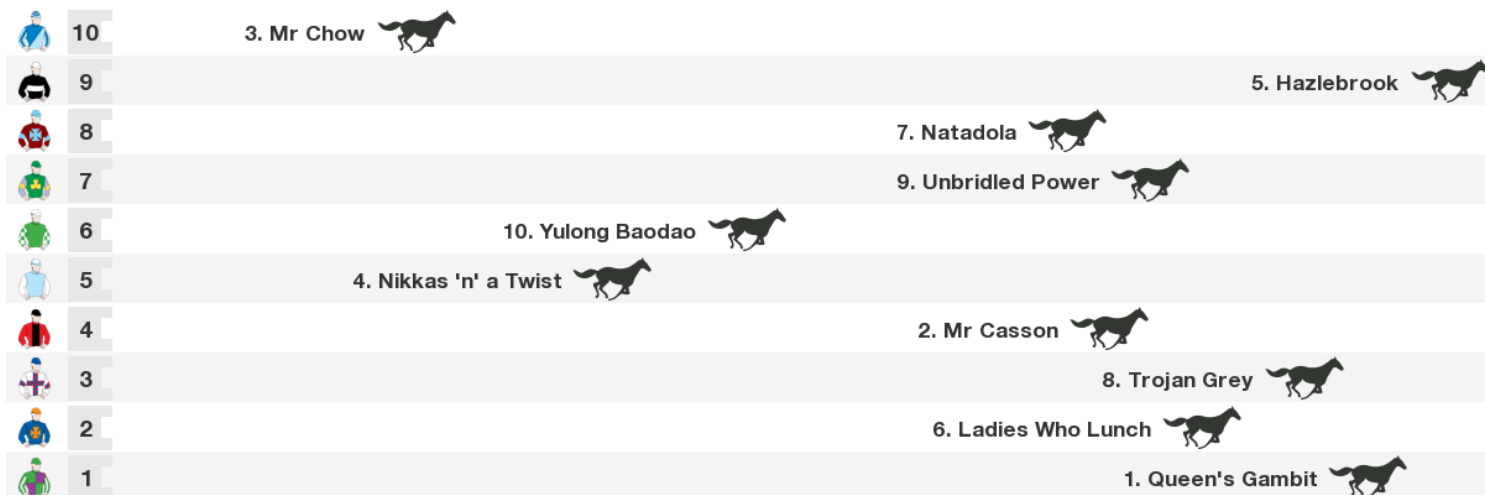 10 3. Mr Chow
9 5. Hazlebrook
8 7. Natadola
7 9. Unbridled Power
6 10. Yulong Baodao
5 4. Nikkas 'n' a Twist
4 2. Mr Casson
3 8. Trojan Grey
2 6. Ladies Who Lunch
1 1. Queen's Gambit